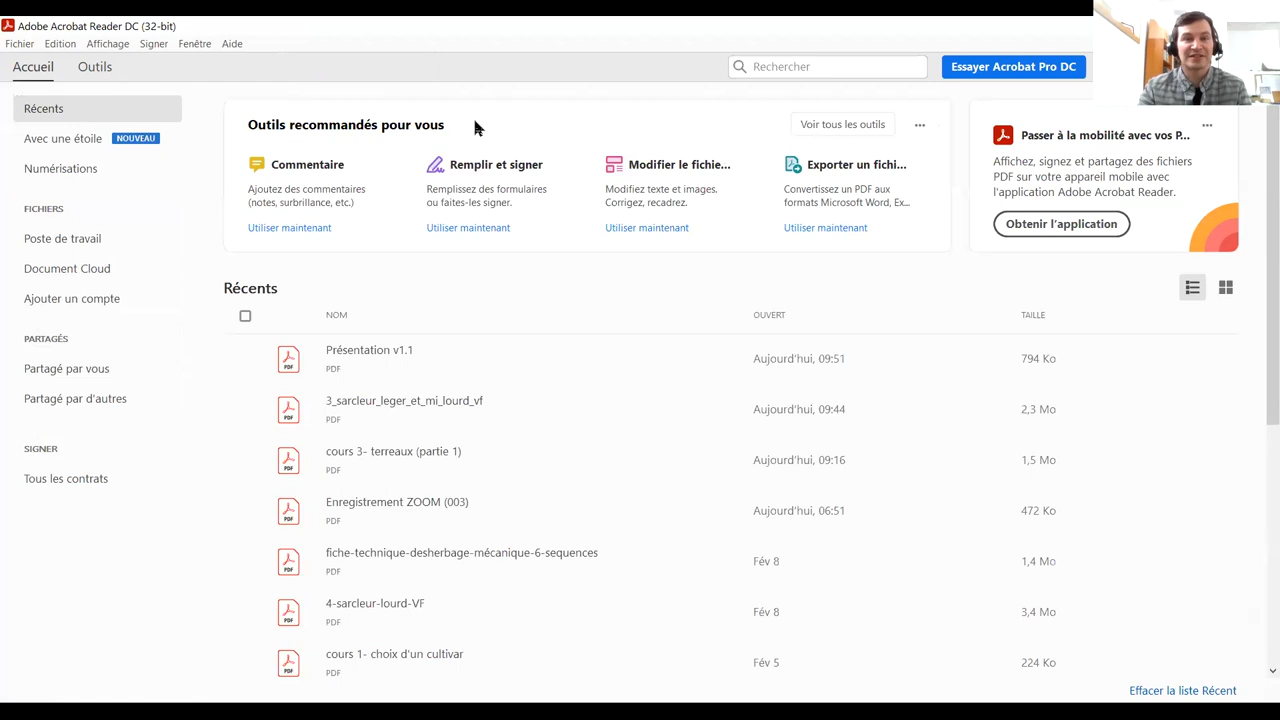 Adobe Acrobat Reader DC (32-bit)
Fichier Edition Affichage Signer Fenêtre Aide
Accueil Outils Rechercher Essayer Acrobat Pro DC
Récents
Avec une étoile NOUVEAU
Numérisations
FICHIERS
Poste de travail
Document Cloud
Ajouter un compte
PARTAGÉS
Partagé par vous
Partagé par d'autres
SIGNER
Tous les contrats
Outils recommandés pour vous Voir tous les outils
Commentaire
Ajoutez des commentaires
(notes, surbrillance, etc.)
Utiliser maintenant
Remplir et signer
Remplissez des formulaires
ou faites-les signer.
Utiliser maintenant
Modifier le fichie...
Modifiez texte et images.
Corrigez, recadrez.
Utiliser maintenant
Exporter un fichi...
Convertissez un PDF aux
formats Microsoft Word, Ex...
Utiliser maintenant
Passer à la mobilité avec vos P...
Affichez, signez et partagez des fichiers
PDF sur votre appareil mobile avec
l'application Adobe Acrobat Reader.
Obtenir l'application
Récents
NOM OUVERT TAILLE
Présentation v1.1 Aujourd'hui, 09:51 794 Ko
PDF
3_sarcleur_leger_et_mi_lourd_vf Aujourd'hui, 09:44 2,3 Mo
PDF
cours 3- terreaux (partie 1) Aujourd'hui, 09:16 1,5 Mo
PDF
Enregistrement ZOOM (003) Aujourd'hui, 06:51 472 Ko
PDF
fiche-technique-desherbage-mécanique-6-sequences Fév 8 1,4 Mo
PDF
4-sarcleur-lourd-VF Fév 8 3,4 Mo
PDF
cours 1- choix d'un cultivar Fév 5 224 Ko
PDF
Effacer la liste Récent